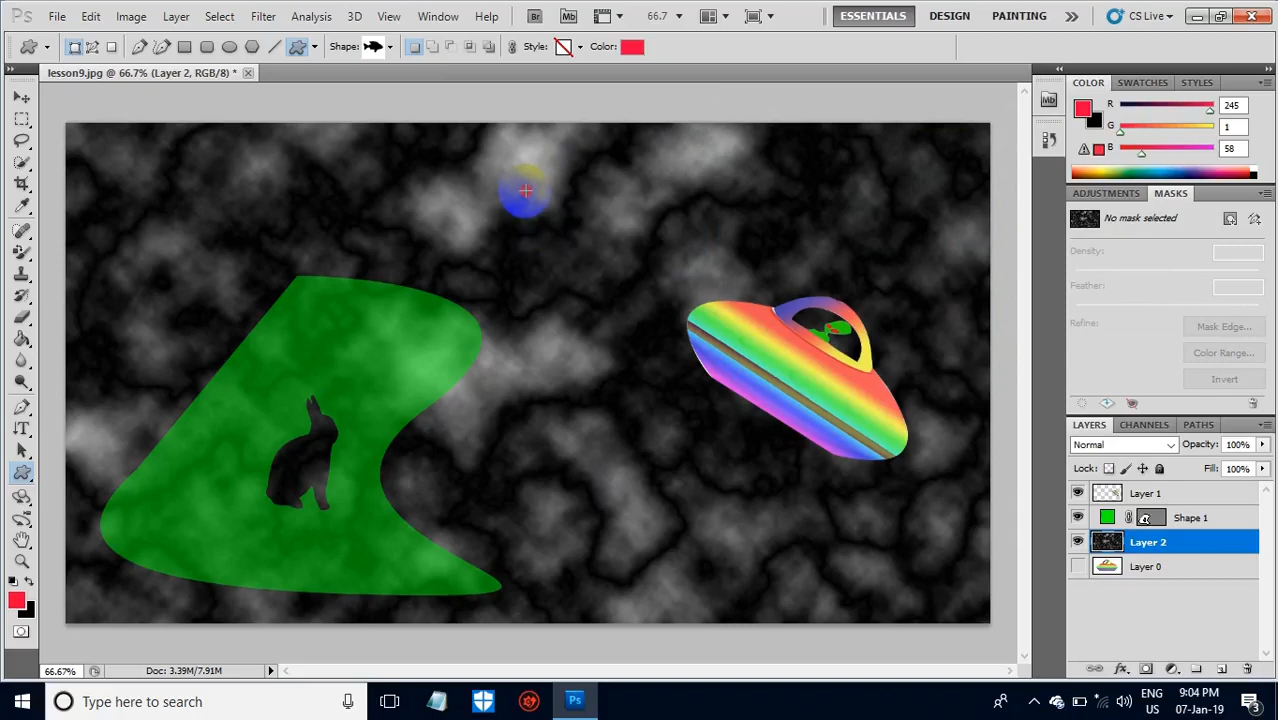 Ps File Edit Image Layer Select Filter Analysis 3D View Window Help Br Mb 66.7 ESSENTIALS DESIGN PAINTING CS Live
Shape: Style: Color:
lesson9.jpg @ 66.7% (Layer 2, RGB/8) *
COLOR SWATCHES STYLES
Mb
R 245
G 1
B 58
ADJUSTMENTS MASKS
No mask selected
Density:
Feather:
Refine: Mask Edge...
Color Range...
Invert
LAYERS CHANNELS PATHS
Normal Opacity: 100%
Lock: Fill: 100%
Layer 1
Shape 1
Layer 2
Layer 0
66.67% Doc: 3.39M/7.91M
Type here to search Ps ENG US 9:04 PM 07-Jan-19 3